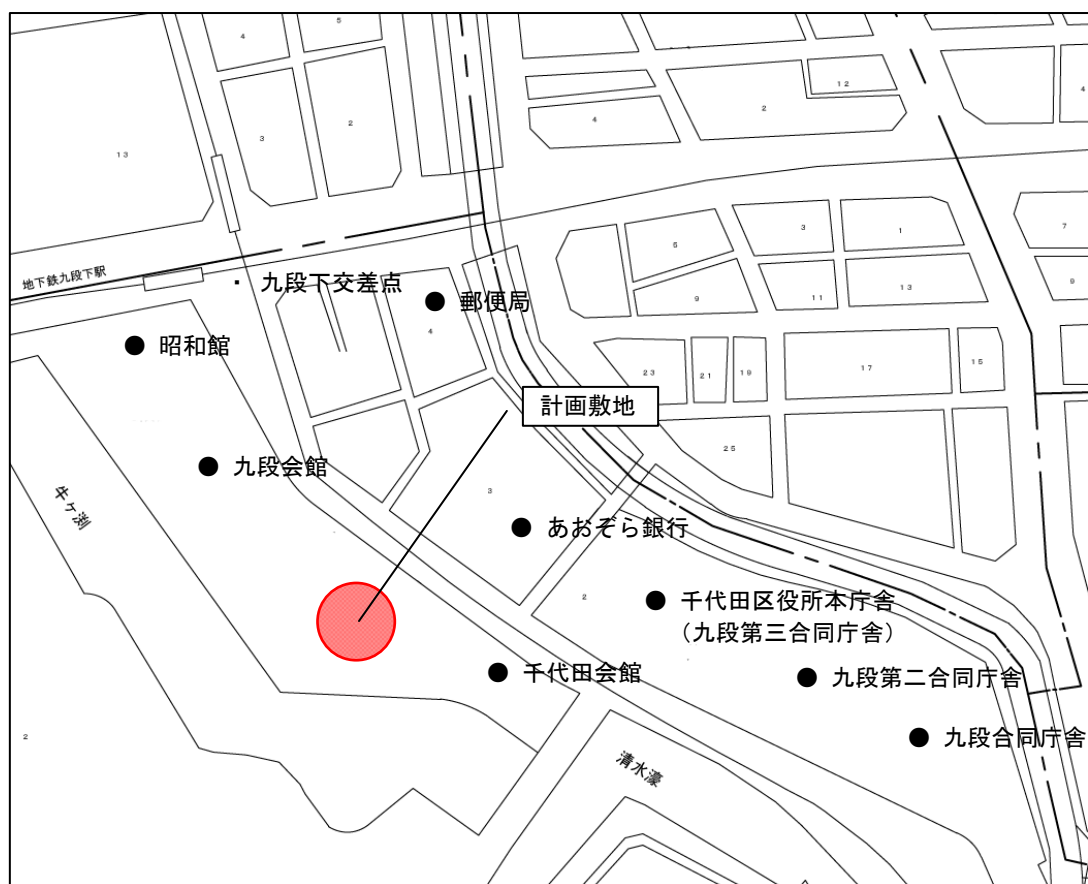 4
5
3
2
13
4
12
2
3
1
7
4
地下鉄九段下駅
九段下交差点
郵便局
4
6
9
11
13
9
昭和館
計画敷地
23
21
19
17
15
九段会館
25
牛ヶ淵
3
あおぞら銀行
2
千代田区役所本庁舎
(九段第三合同庁舎)
千代田会館
九段第二合同庁舎
九段合同庁舎
2
清水濠